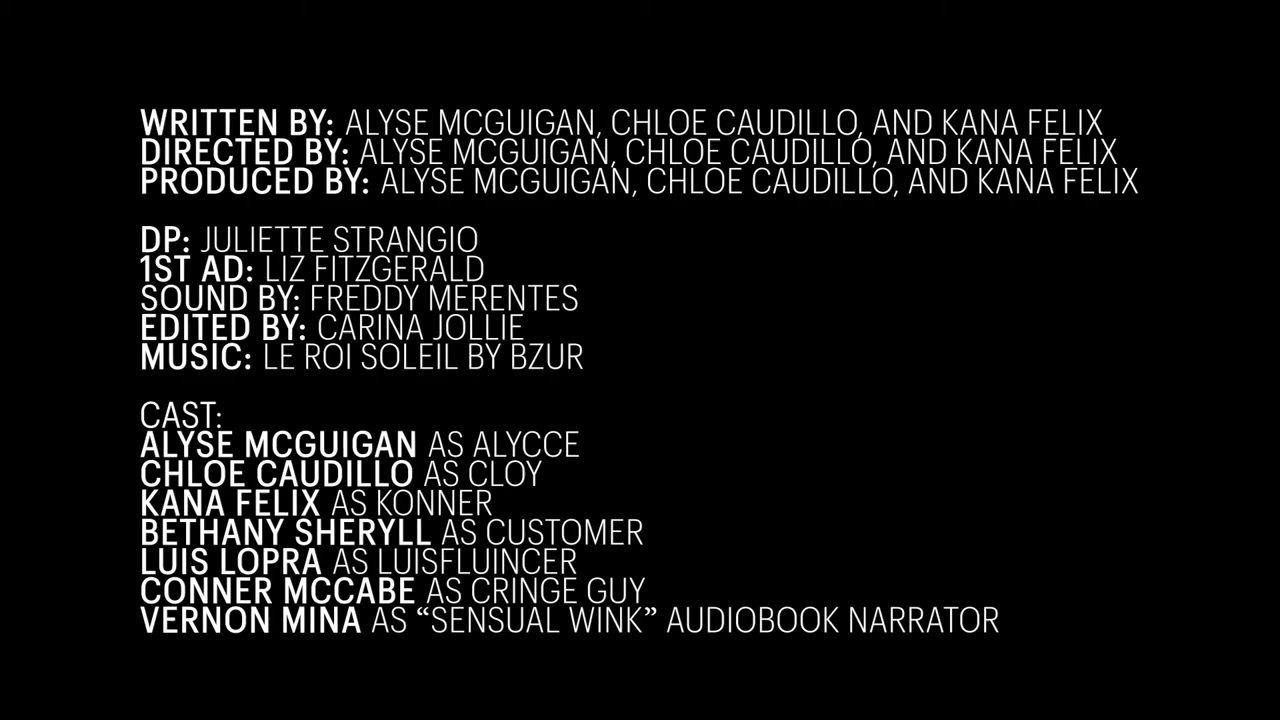 WRITTEN BY: ALYSE MCGUIGAN, CHLOE CAUDILLO, AND KANA FELIX
DIRECTED BY: ALYSE MCGUIGAN, CHLOE CAUDILLO, AND KANA FELIX
PRODUCED BY: ALYSE MCGUIGAN, CHLOE CAUDILLO, AND KANA FELIX
DP: JULIETTE STRANGIO
1ST AD: LIZ FITZGERALD
SOUND BY: FREDDY MERENTES
EDITED BY: CARINA JOLLIE
MUSIC: LE ROI SOLEIL BY BZUR
CAST:
ALYSE MCGUIGAN AS ALYCCE
CHLOE CAUDILLO AS CLOY
KANA FELIX AS KONNER
BETHANY SHERYLL AS CUSTOMER
LUIS LOPRA AS LUISFLUINCER
CONNER MCCABE AS CRINGE GUY
VERNON MINA AS “SENSUAL WINK” AUDIOBOOK NARRATOR